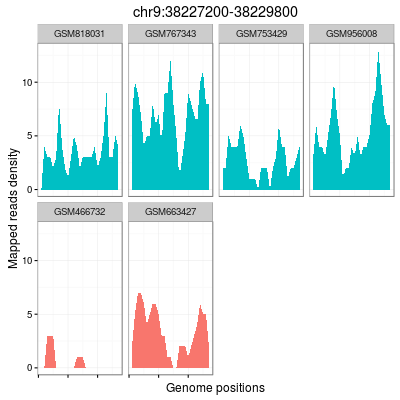 chr9:38227200-38229800
GSM818031 GSM767343 GSM753429 GSM956008
10
5
0
GSM466732 GSM663427
10
5
0
Mapped reads density
Genome positions